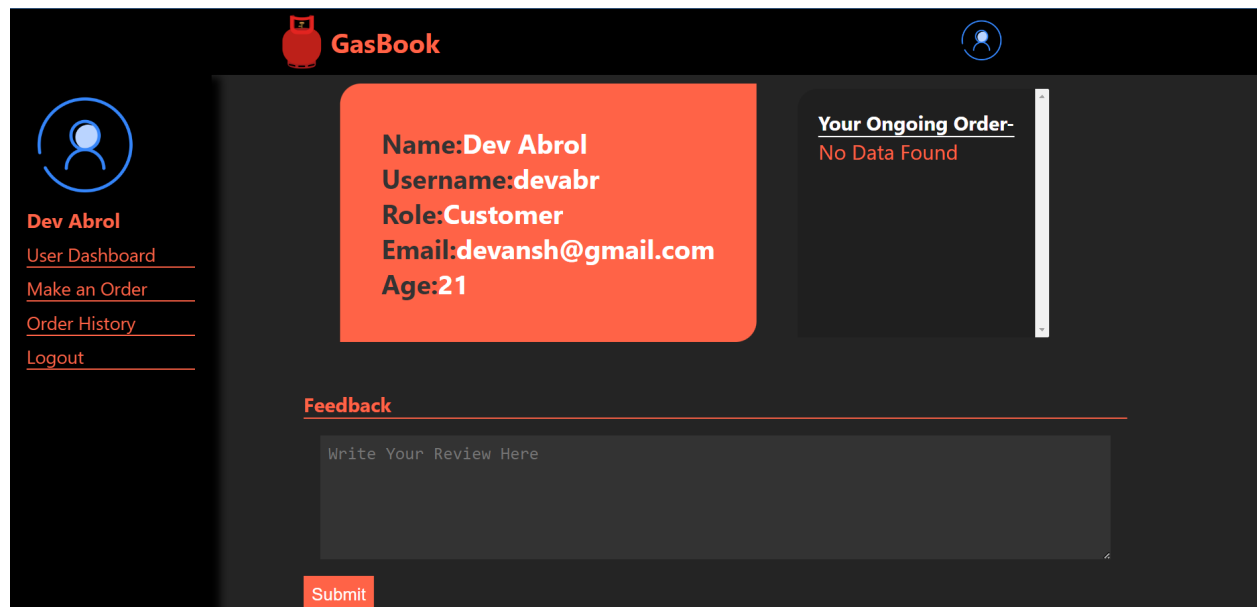 GasBook
Dev Abrol
User Dashboard
Make an Order
Order History
Logout
Name:Dev Abrol
Username:devabr
Role:Customer
Email:devansh@gmail.com
Age:21
Your Ongoing Order-
No Data Found
Feedback
Write Your Review Here
Submit